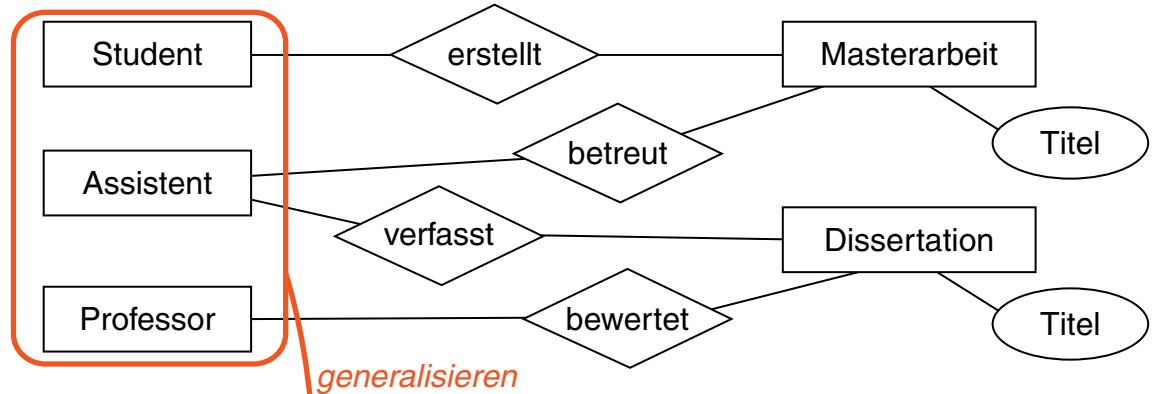 Student
erstellt
Masterarbeit
Titel
Assistent
betreut
verfasst
Dissertation
Professor
bewertet
Titel
generalisieren